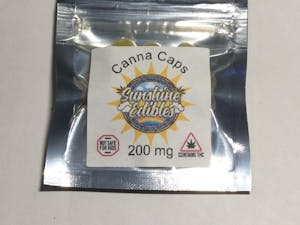 Canna Caps
Sunshine
Edibles
NOT SAFE
FOR KIDS
200 mg
CONTAINS THC